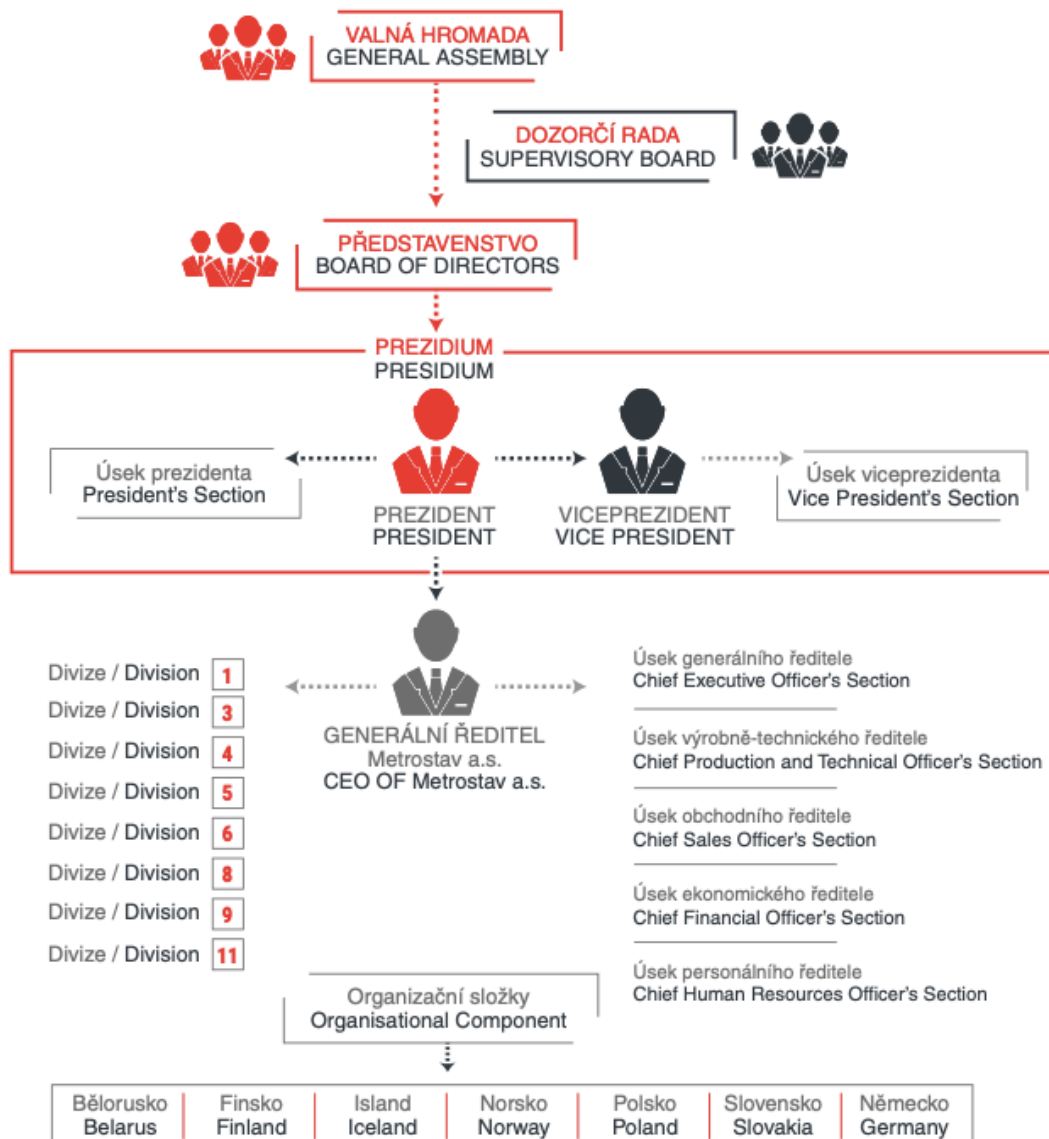 VALNÁ HROMADA
GENERAL ASSEMBLY
DOZORČÍ RADA
SUPERVISORY BOARD
PŘEDSTAVENSTVO
BOARD OF DIRECTORS
PREZIDIUM
PRESIDIUM
Úsek prezidenta
President's Section
PREZIDENT
PRESIDENT
VICEPREZIDENT
VICE PRESIDENT
Úsek viceprezidenta
Vice President's Section
Divize / Division 1
Divize / Division 3
Divize / Division 4
Divize / Division 5
Divize / Division 6
Divize / Division 8
Divize / Division 9
Divize / Division 11
GENERÁLNÍ ŘEDITEL
Metrostav a.s.
CEO OF Metrostav a.s.
Úsek generálního ředitele
Chief Executive Officer's Section
Úsek výrobně-technického ředitele
Chief Production and Technical Officer's Section
Úsek obchodního ředitele
Chief Sales Officer's Section
Úsek ekonomického ředitele
Chief Financial Officer's Section
Úsek personálního ředitele
Chief Human Resources Officer's Section
Organizační složky
Organisational Component
Bělorusko
Belarus
Finsko
Finland
Island
Iceland
Norsko
Norway
Polsko
Poland
Slovensko
Slovakia
Německo
Germany